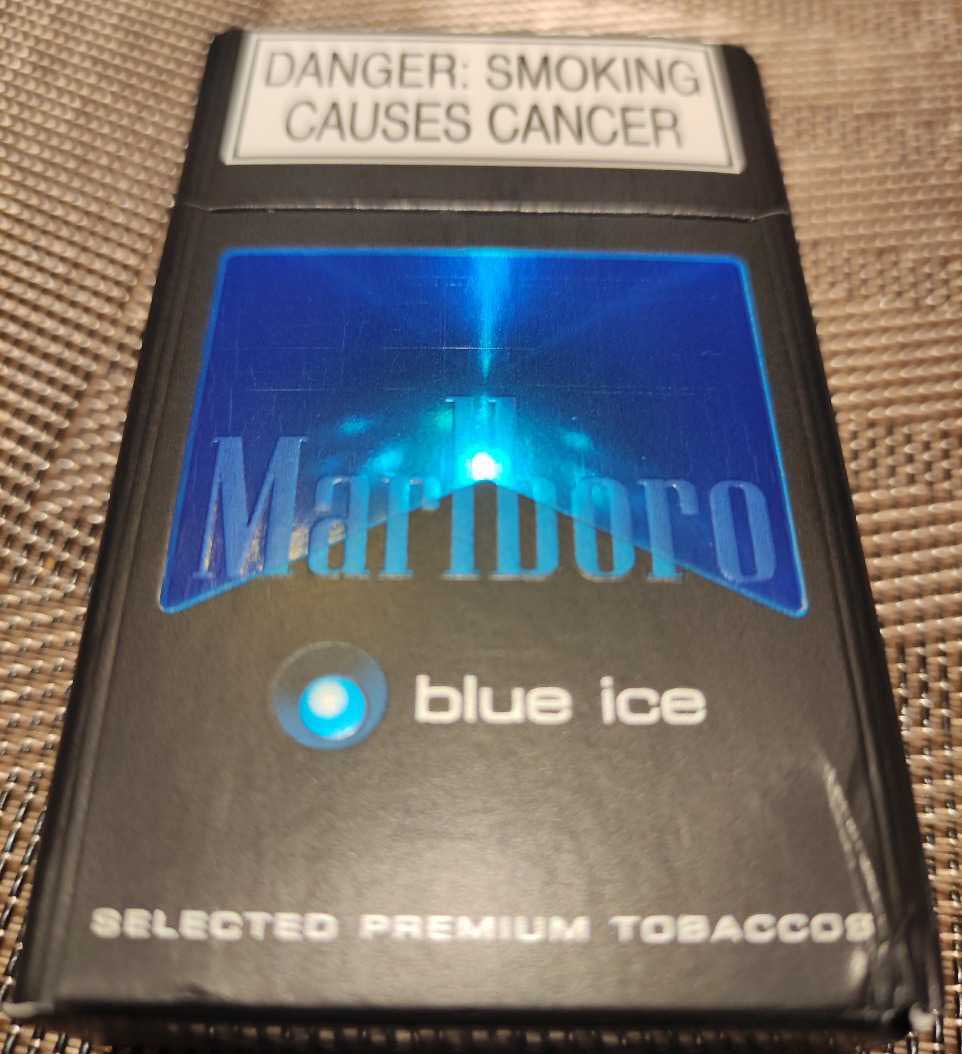 DANGER: SMOKING
CAUSES CANCER
Marlboro
blue ice
SELECTED PREMIUM TOBACCOS